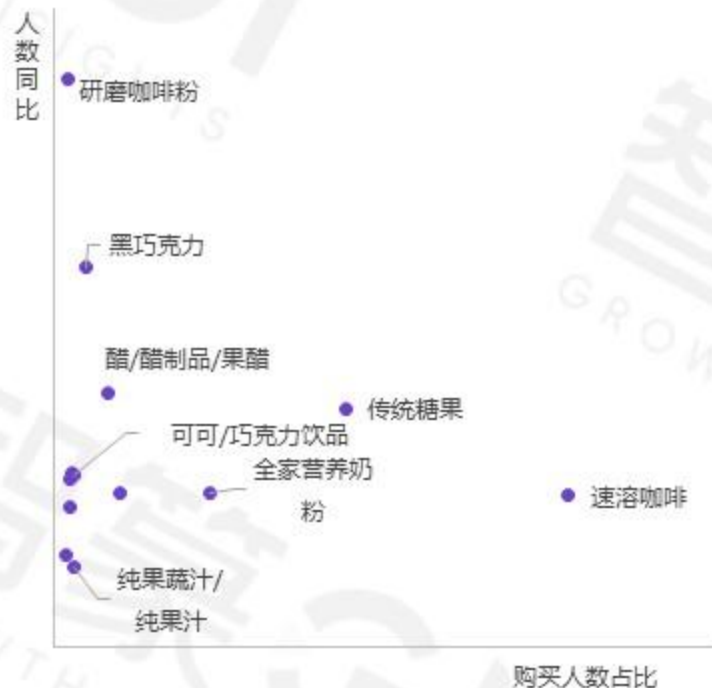 人数同比
研磨咖啡粉
黑巧克力
醋/醋制品/果醋
传统糖果
可可/巧克力饮品
全家营养奶
粉
速溶咖啡
纯果蔬汁/
纯果汁
购买人数占比